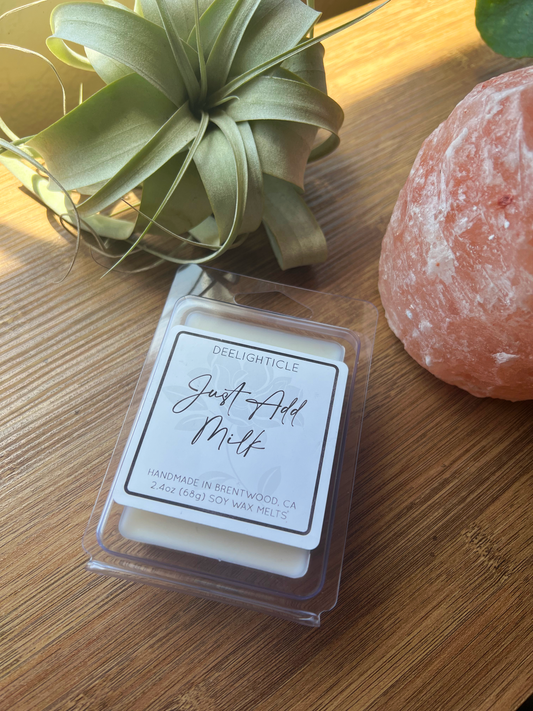 DEELIGHTICLE
Just Add
Milk
HANDMADE IN BRENTWOOD, CA
2.4oz (68g) SOY WAX MELTS